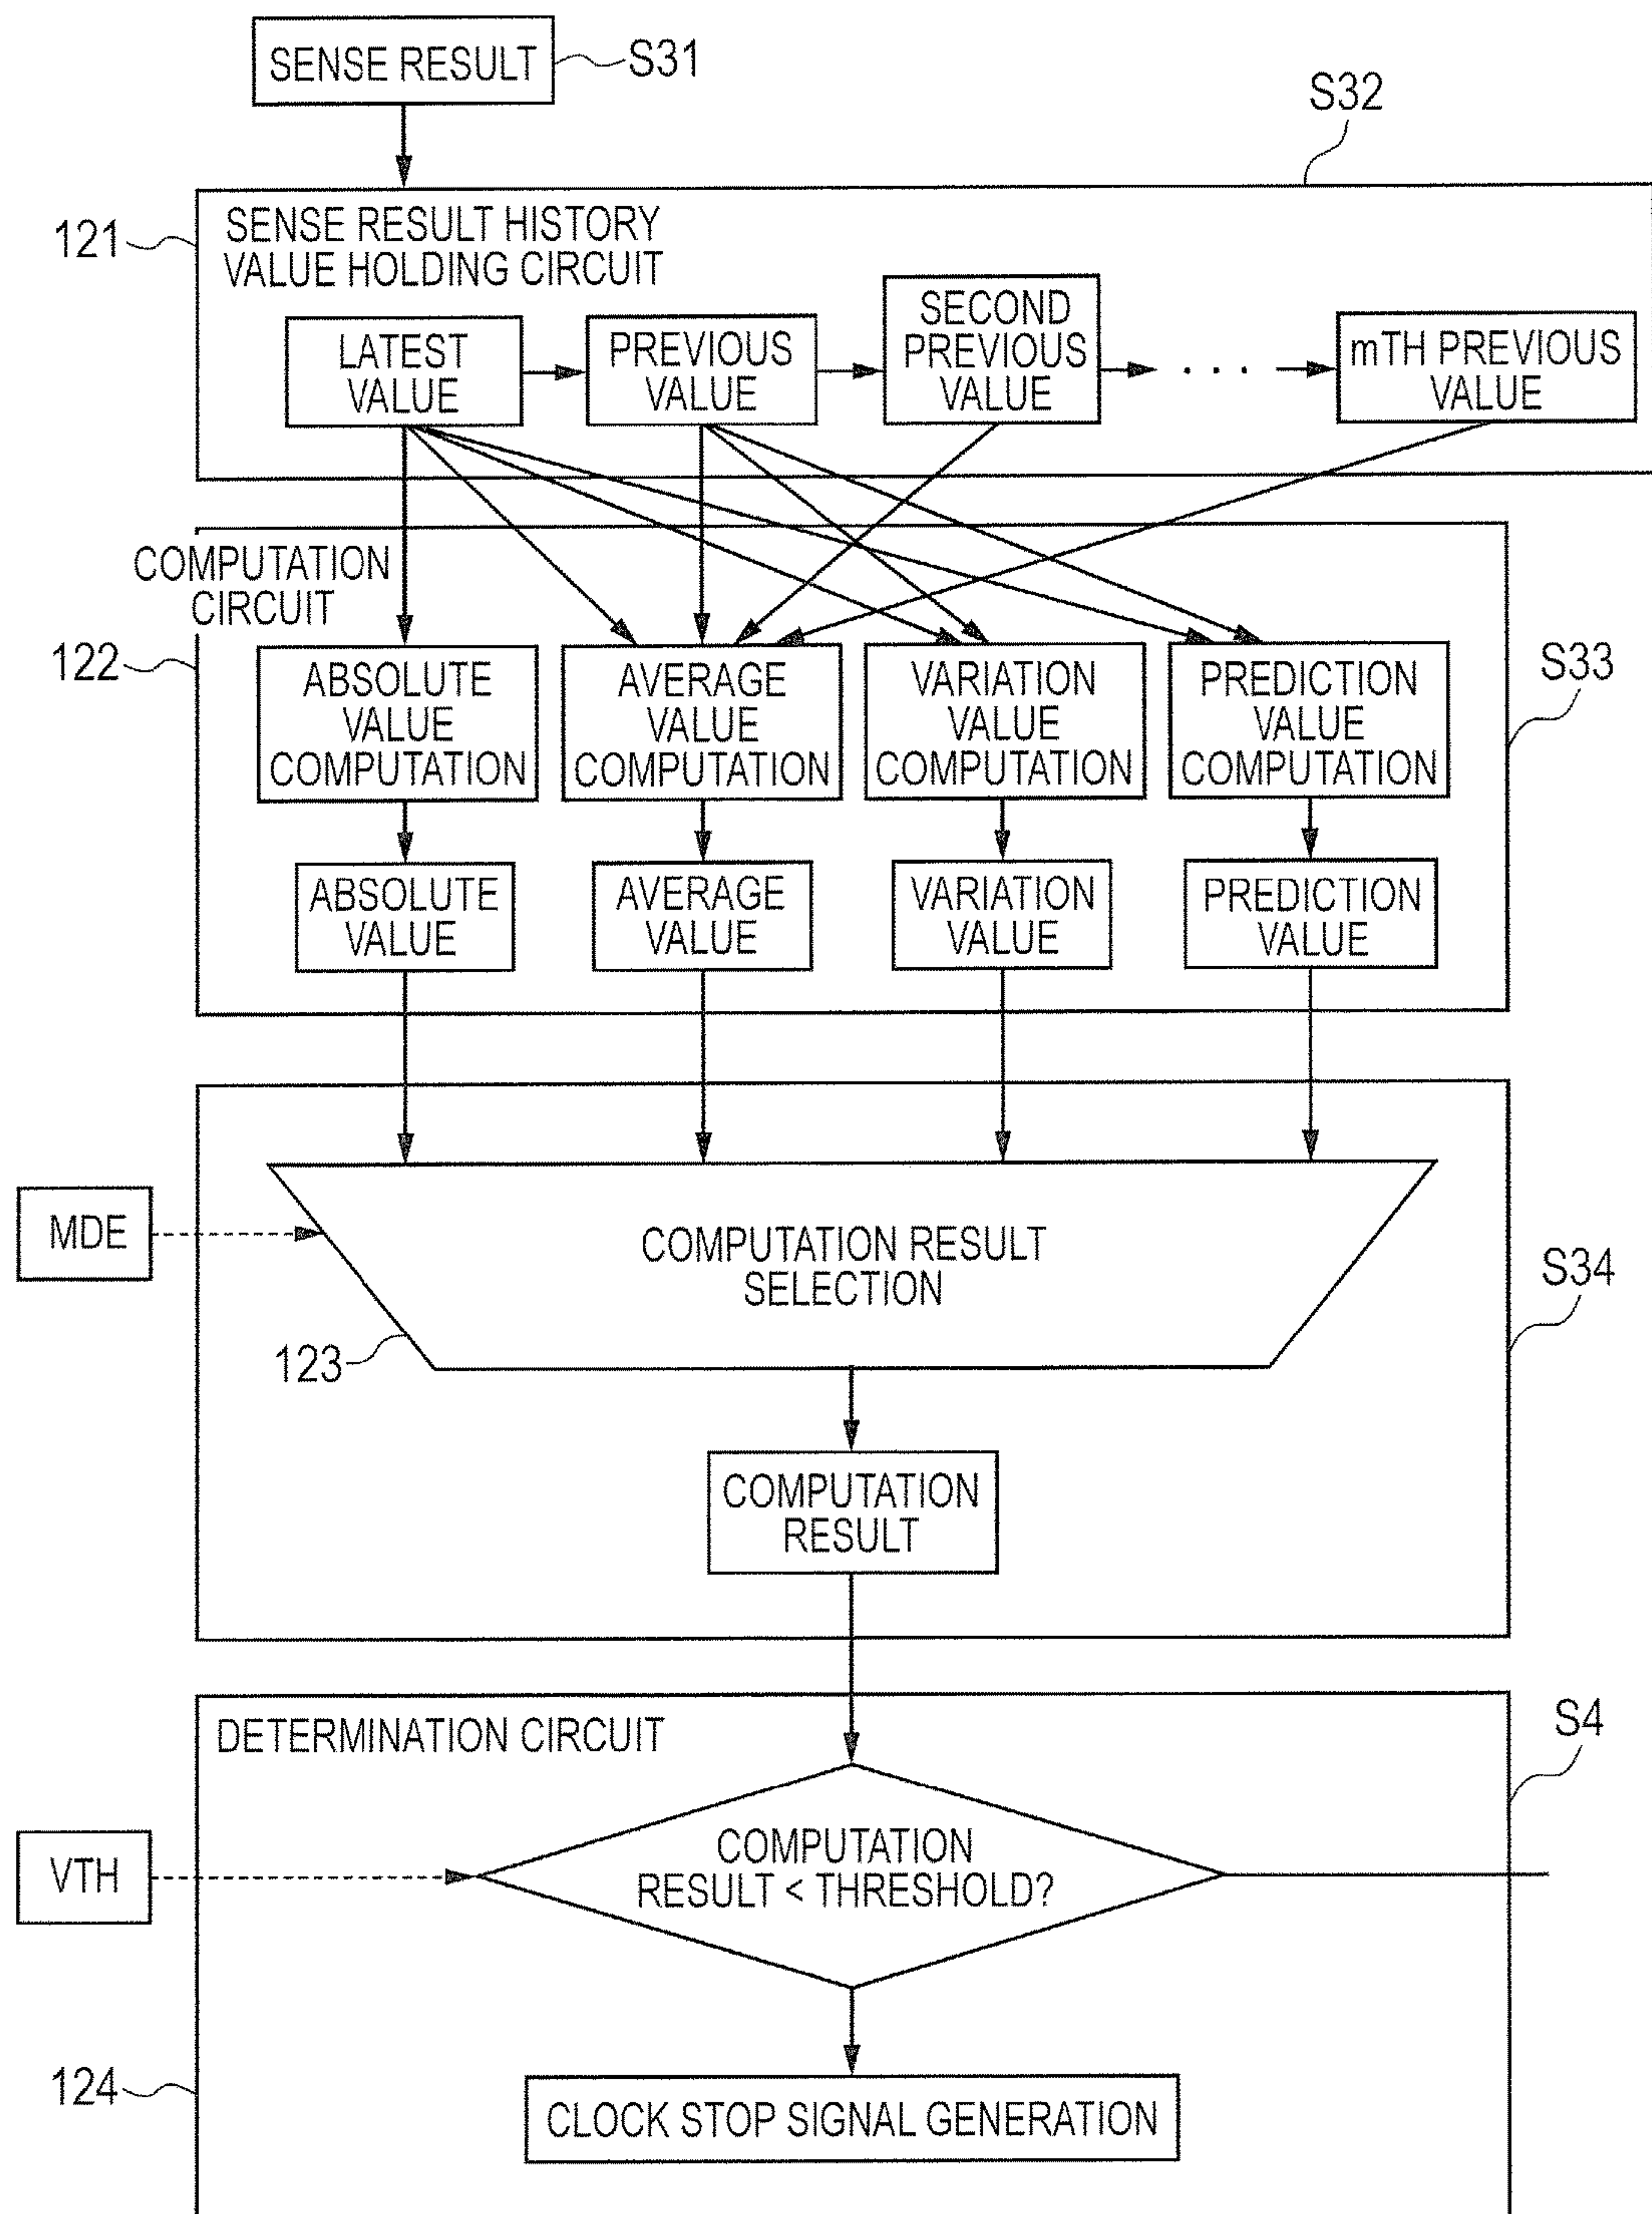 SENSE RESULT
S31
S32
121
SENSE RESULT HISTORY
VALUE HOLDING CIRCUIT
LATEST
VALUE
PREVIOUS
VALUE
SECOND
PREVIOUS
VALUE
. . .
mTH PREVIOUS
VALUE
COMPUTATION
CIRCUIT
122
S33
ABSOLUTE
VALUE
COMPUTATION
AVERAGE
VALUE
COMPUTATION
VARIATION
VALUE
COMPUTATION
PREDICTION
VALUE
COMPUTATION
ABSOLUTE
VALUE
AVERAGE
VALUE
VARIATION
VALUE
PREDICTION
VALUE
MDE
COMPUTATION RESULT
SELECTION
S34
123
COMPUTATION
RESULT
DETERMINATION CIRCUIT
S4
VTH
COMPUTATION
RESULT < THRESHOLD?
124
CLOCK STOP SIGNAL GENERATION